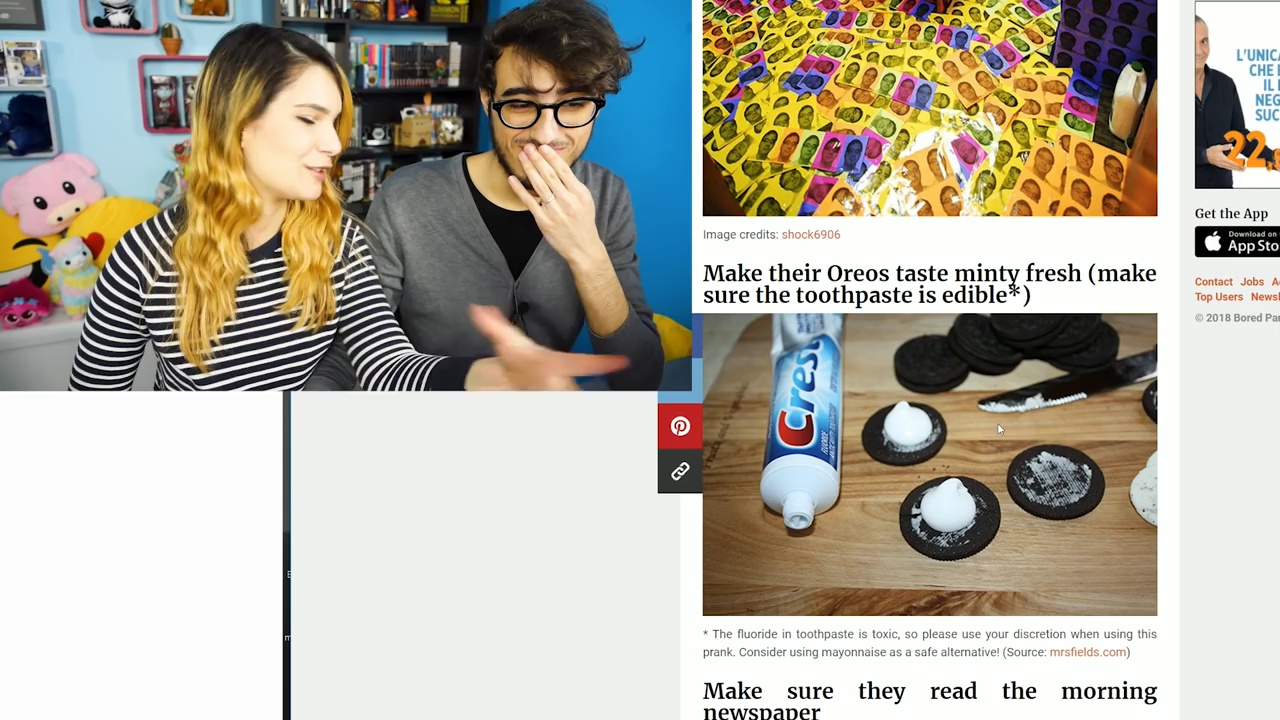 L'UNICA
CHE
IL
NEG
SUC
22,
Image credits: shock6906
Get the App
Download on
App Sto
Make their Oreos taste minty fresh (make
sure the toothpaste is edible*)
Contact Jobs
Top Users
© 2018 Bored
Crest
* The fluoride in toothpaste is toxic, so please use your discretion when using this
prank. Consider using mayonnaise as a safe alternative! (Source: mrsfields.com)
Make sure they read the morning
newspaper